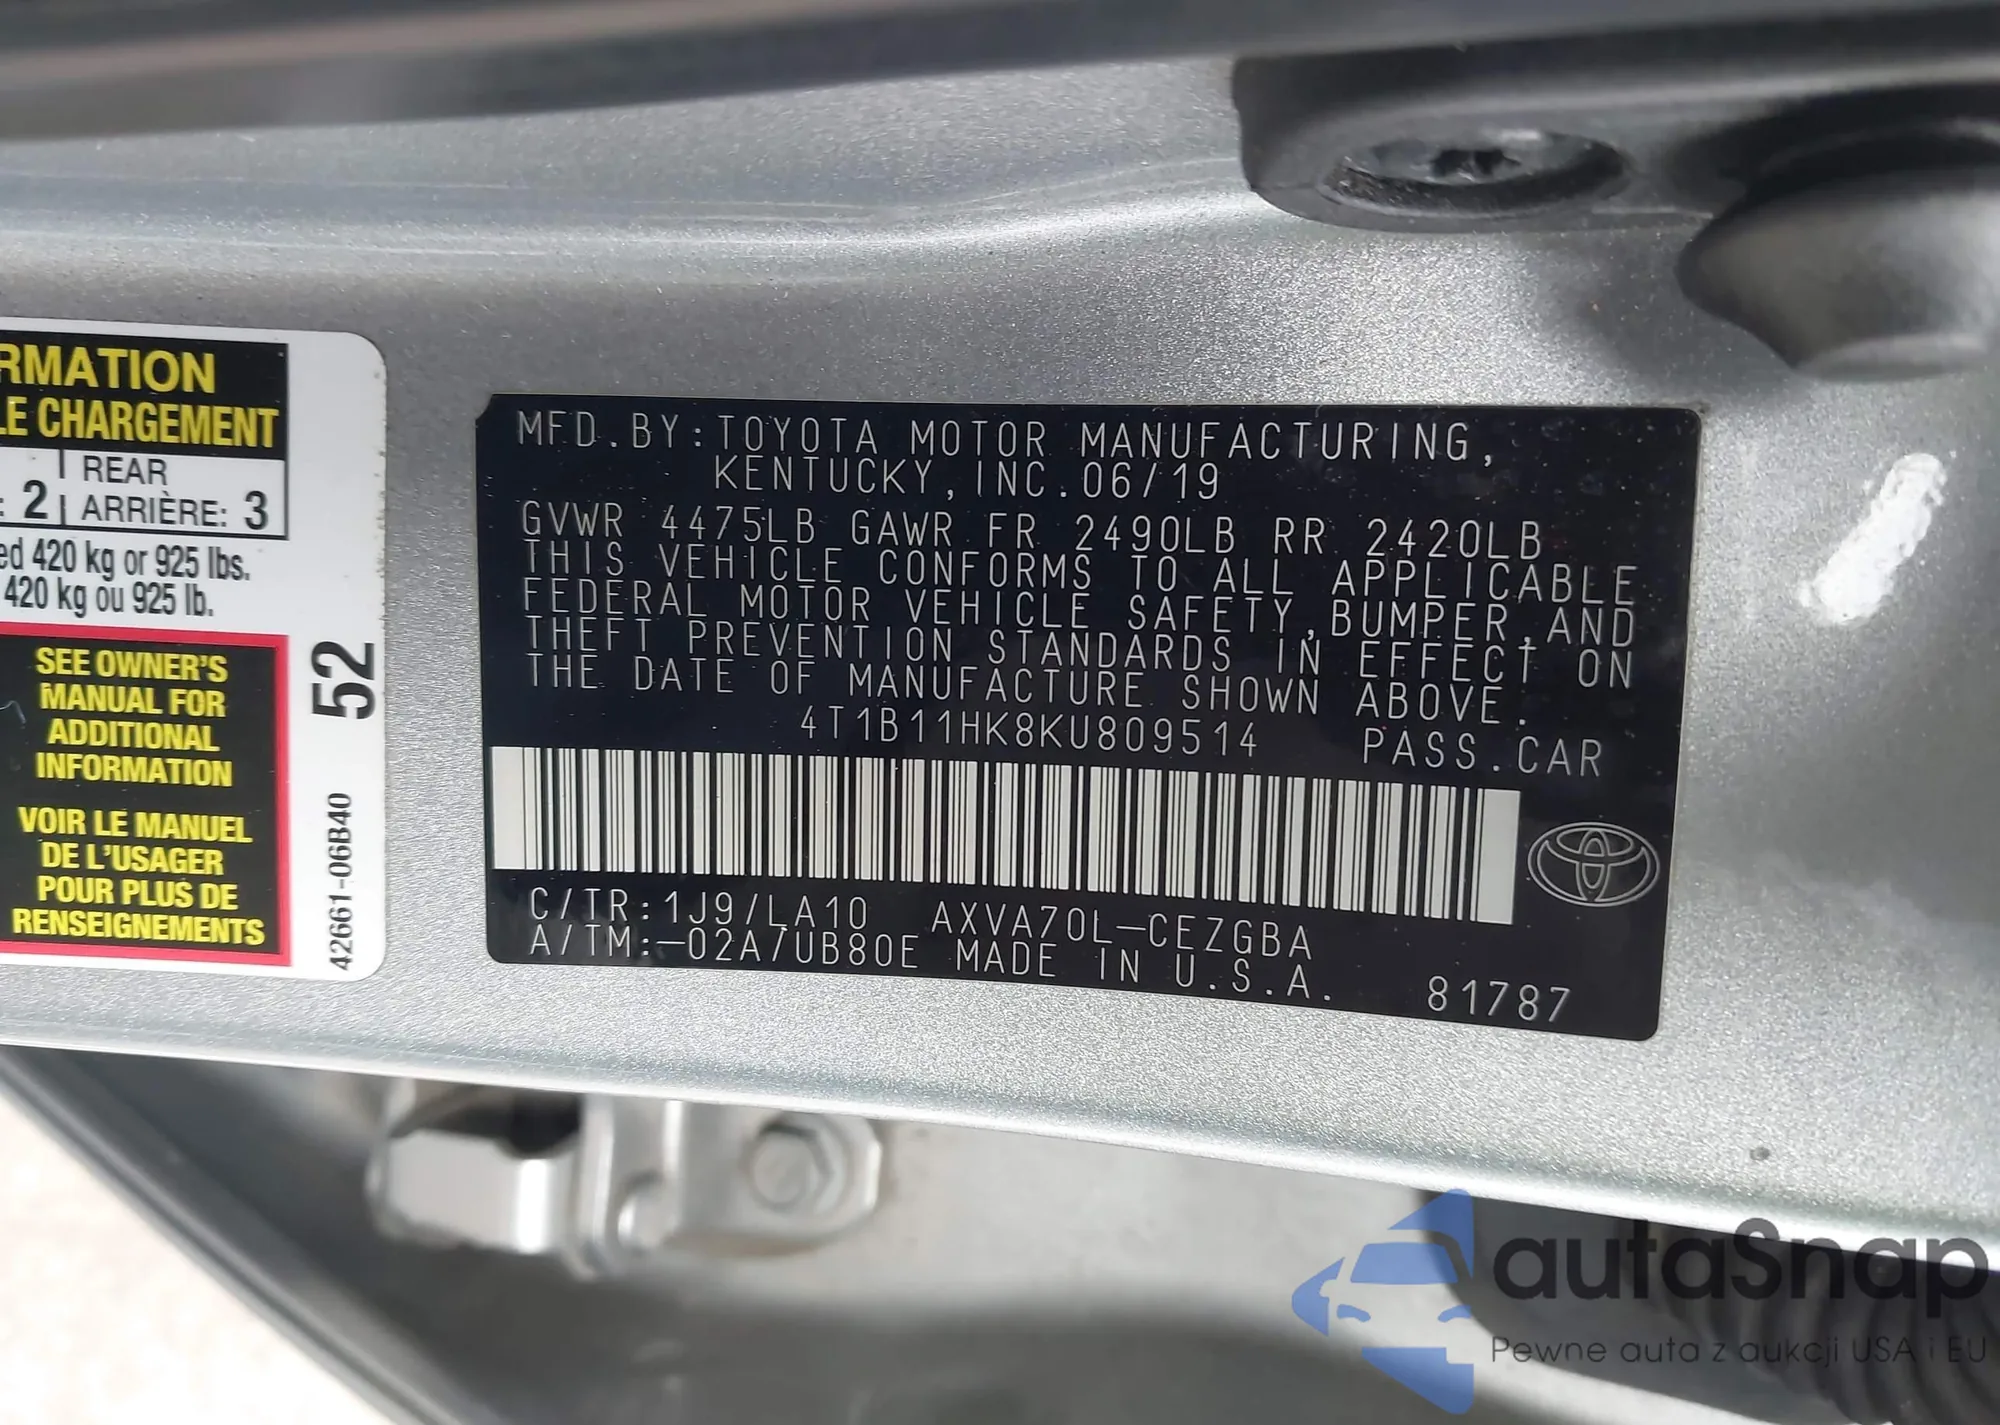 RMATION
LE CHARGEMENT
: 2 REAR
ARRIÈRE: 3
ed 420 kg or 925 lbs.
420 kg ou 925 lb.
SEE OWNER'S
MANUAL FOR
ADDITIONAL
INFORMATION
VOIR LE MANUEL
DE L'USAGER
POUR PLUS DE
RENSEIGNEMENTS
52
42661-06B40
MFD.BY:TOYOTA MOTOR MANUFACTURING,
KENTUCKY,INC.06/19
GVWR 4475LB GAWR FR 2490LB RR 2420LB
THIS VEHICLE CONFORMS TO ALL APPLICABLE
FEDERAL MOTOR VEHICLE SAFETY,BUMPER,AND
THEFT PREVENTION STANDARDS IN EFFECT ON
THE DATE OF MANUFACTURE SHOWN ABOVE.
4T1B11HK8KU809514 PASS.CAR
C/TR:1J9/LA10 AXVA70L-CEZGBA
A/TM:-02A/UB80E MADE IN U.S.A.
81787
autaSnap
Pewne auta z aukcji USA i EU